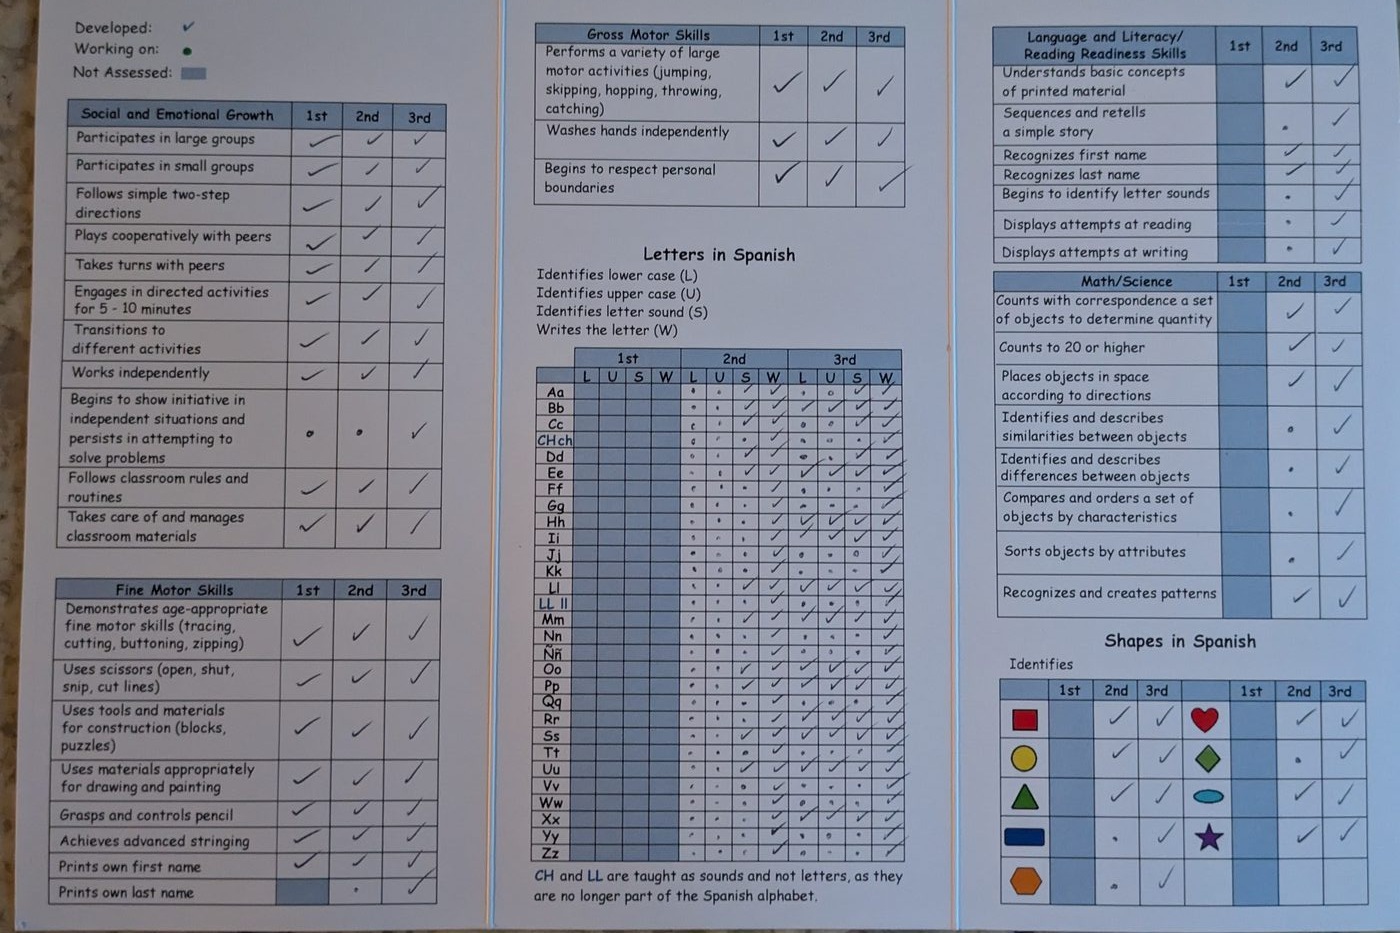 Developed: ✓
Working on: •
Not Assessed:
Social and Emotional Growth 1st 2nd 3rd
Participates in large groups ✓ ✓ ✓
Participates in small groups ✓ ✓ ✓
Follows simple two-step
directions ✓ ✓ ✓
Plays cooperatively with peers ✓ ✓ ✓
Takes turns with peers ✓ ✓ ✓
Engages in directed activities
for 5 - 10 minutes ✓ ✓ ✓
Transitions to
different activities ✓ ✓ ✓
Works independently ✓ ✓ ✓
Begins to show initiative in
independent situations and
persists in attempting to
solve problems • • ✓
Follows classroom rules and
routines ✓ ✓ ✓
Takes care of and manages
classroom materials ✓ ✓ ✓
Fine Motor Skills 1st 2nd 3rd
Demonstrates age-appropriate
fine motor skills (tracing,
cutting, buttoning, zipping) ✓ ✓ ✓
Uses scissors (open, shut,
snip, cut lines) ✓ ✓ ✓
Uses tools and materials
for construction (blocks,
puzzles) ✓ ✓ ✓
Uses materials appropriately
for drawing and painting ✓ ✓ ✓
Grasps and controls pencil ✓ ✓ ✓
Achieves advanced stringing ✓ ✓ ✓
Prints own first name ✓ ✓ ✓
Prints own last name • ✓
Gross Motor Skills 1st 2nd 3rd
Performs a variety of large
motor activities (jumping,
skipping, hopping, throwing,
catching) ✓ ✓ ✓
Washes hands independently ✓ ✓ ✓
Begins to respect personal
boundaries ✓ ✓ ✓
Letters in Spanish
Identifies lower case (L)
Identifies upper case (U)
Identifies letter sound (S)
Writes the letter (W)
1st 2nd 3rd
L U S W L U S W L U S W
Aa
Bb
Cc
CHch
Dd
Ee
Ff
Gg
Hh
Ii
Jj
Kk
Ll
LL ll
Mm
Nn
Ññ
Oo
Pp
Qq
Rr
Ss
Tt
Uu
Vv
Ww
Xx
Yy
Zz
CH and LL are taught as sounds and not letters, as they
are no longer part of the Spanish alphabet.
Language and Literacy/
Reading Readiness Skills 1st 2nd 3rd
Understands basic concepts
of printed material ✓ ✓
Sequences and retells
a simple story • ✓
Recognizes first name ✓ ✓
Recognizes last name ✓ ✓
Begins to identify letter sounds • ✓
Displays attempts at reading • ✓
Displays attempts at writing • ✓
Math/Science 1st 2nd 3rd
Counts with correspondence a set
of objects to determine quantity ✓ ✓
Counts to 20 or higher ✓ ✓
Places objects in space
according to directions ✓ ✓
Identifies and describes
similarities between objects • ✓
Identifies and describes
differences between objects • ✓
Compares and orders a set of
objects by characteristics • ✓
Sorts objects by attributes • ✓
Recognizes and creates patterns ✓ ✓
Shapes in Spanish
Identifies
1st 2nd 3rd 1st 2nd 3rd
✓ ✓ ✓ ✓
✓ ✓ • ✓
✓ ✓ ✓ ✓
• ✓ ✓ ✓
• ✓